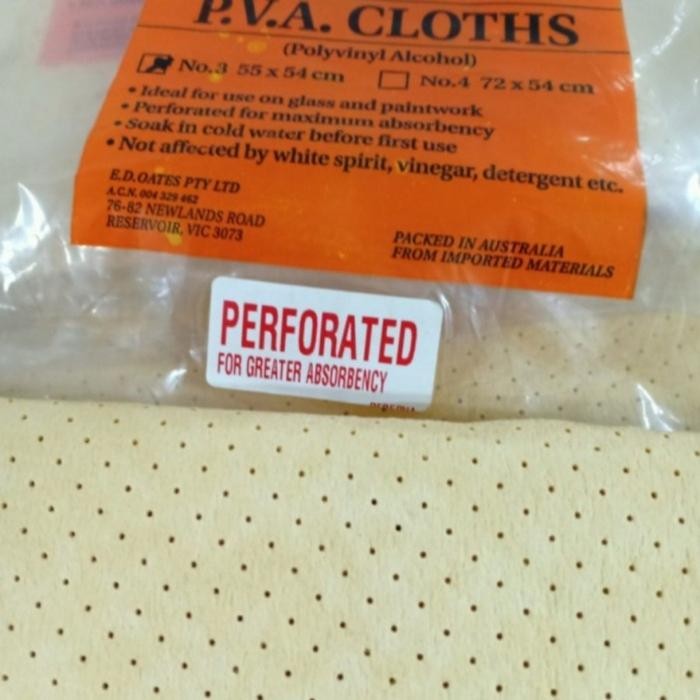 P.V.A. CLOTHS
(Polyvinyl Alcohol)
No.3 55 x 54 cm No.4 72 x 54 cm
• Ideal for use on glass and paintwork
• Perforated for maximum absorbency
• Soak in cold water before first use
• Not affected by white spirit, vinegar, detergent etc.
E.D.OATES PTY LTD
A.C.N. 004 329 462
76-82 NEWLANDS ROAD
RESERVOIR, VIC 3073
PACKED IN AUSTRALIA
FROM IMPORTED MATERIALS
PERFORATED
FOR GREATER ABSORBENCY